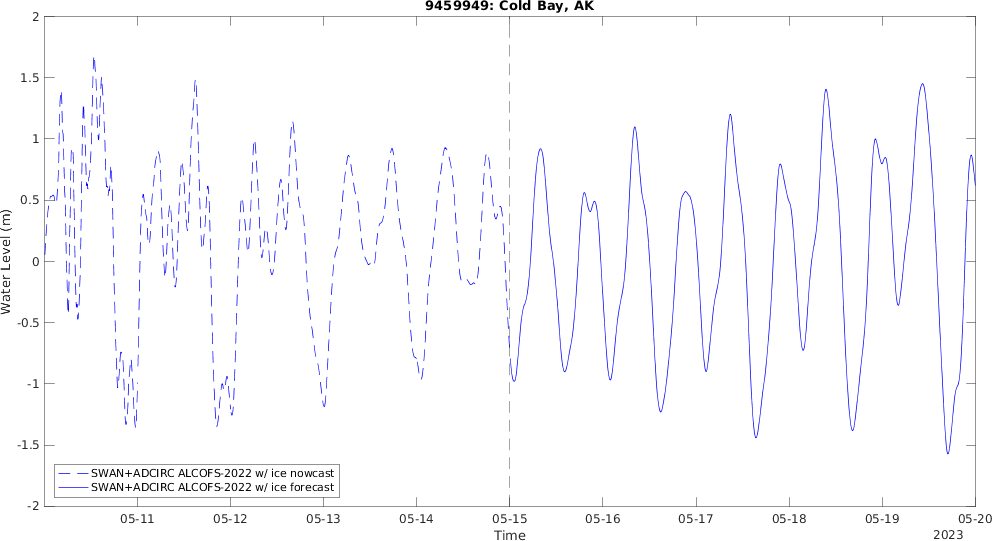 9459949: Cold Bay, AK
2
1.5
1
0.5
0
-0.5
-1
-1.5
-2
Water Level (m)
SWAN+ADCIRC ALCOFS-2022 w/ ice nowcast
SWAN+ADCIRC ALCOFS-2022 w/ ice forecast
05-11 05-12 05-13 05-14 05-15 05-16 05-17 05-18 05-19 05-20
Time
2023